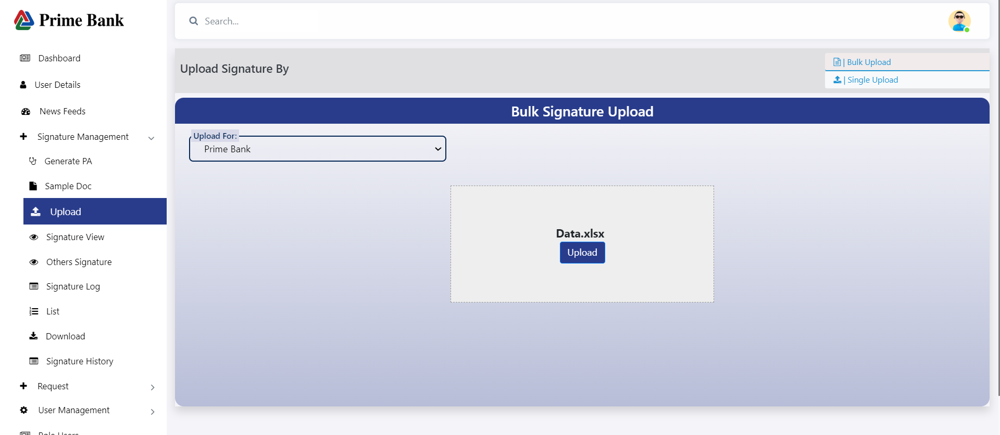 Prime Bank
Search...
Dashboard
User Details
News Feeds
Signature Management
Generate PA
Sample Doc
Upload
Signature View
Others Signature
Signature Log
List
Download
Signature History
Request
User Management
Role Users
Upload Signature By
| Bulk Upload
| Single Upload
Bulk Signature Upload
Upload For:
Prime Bank
Data.xlsx
Upload